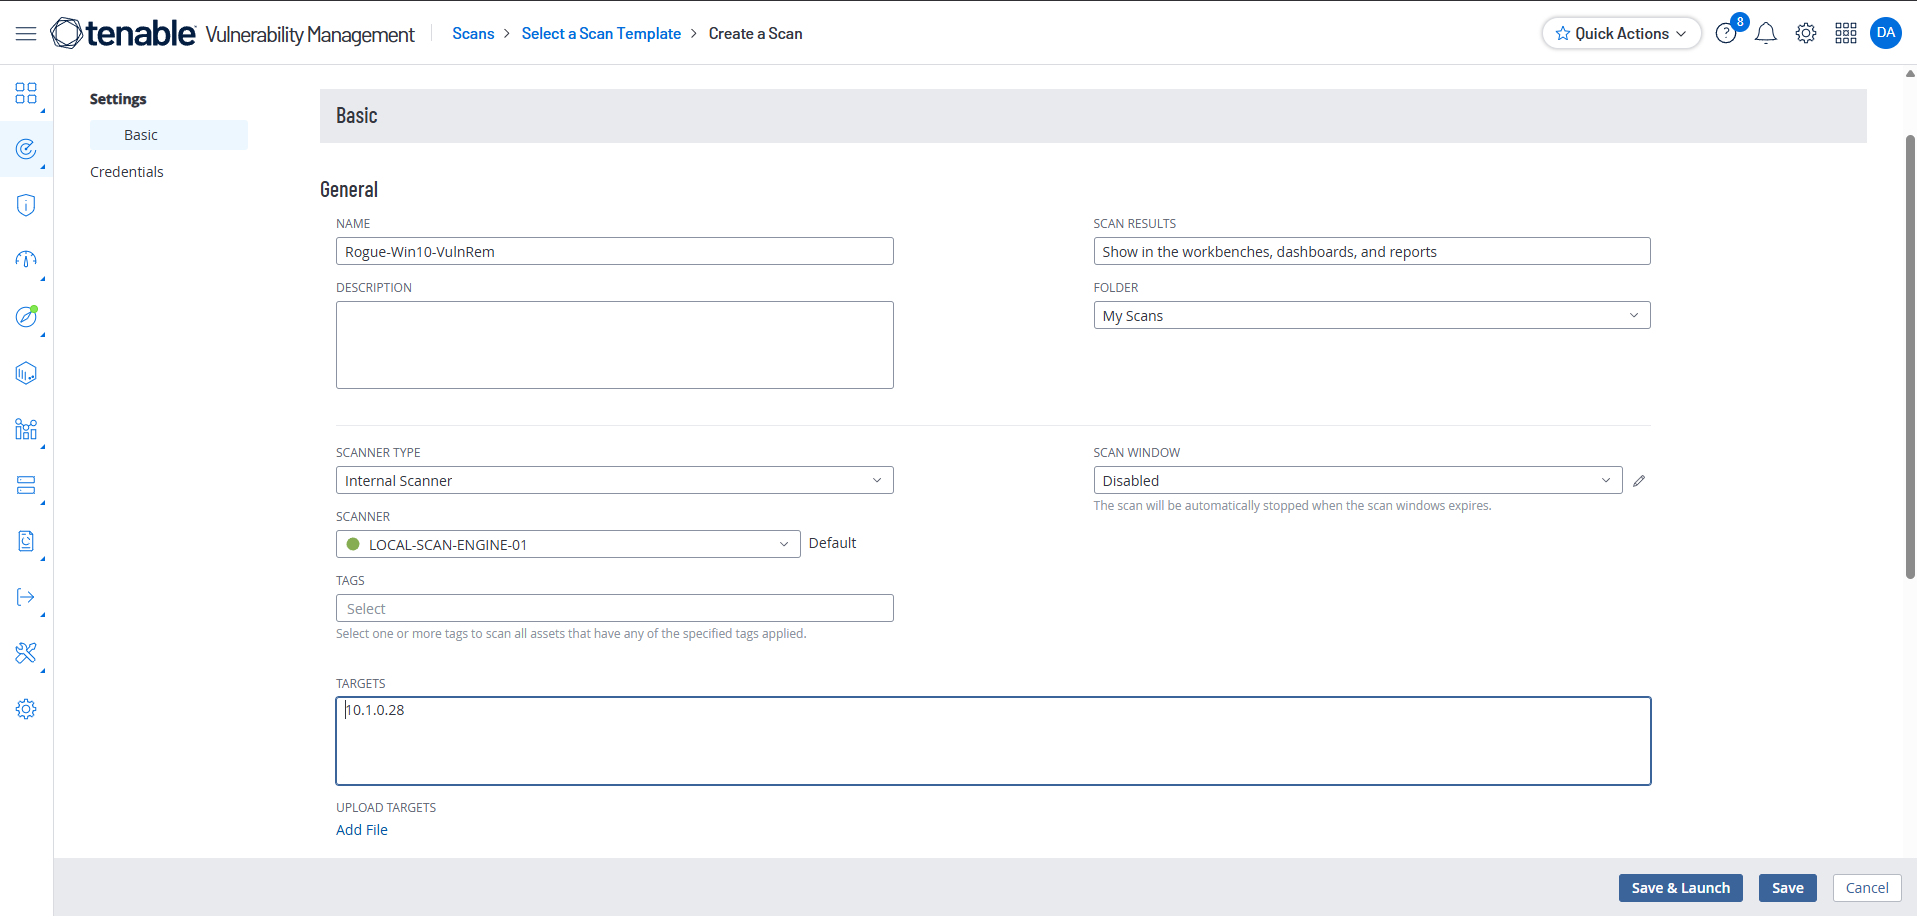 tenable Vulnerability Management
Scans > Select a Scan Template > Create a Scan
Quick Actions
8
DA
Settings
Basic
Credentials
Basic
General
NAME
Rogue-Win10-VulnRem
SCAN RESULTS
Show in the workbenches, dashboards, and reports
DESCRIPTION
FOLDER
My Scans
SCANNER TYPE
Internal Scanner
SCAN WINDOW
Disabled
The scan will be automatically stopped when the scan windows expires.
SCANNER
LOCAL-SCAN-ENGINE-01
Default
TAGS
Select
Select one or more tags to scan all assets that have any of the specified tags applied.
TARGETS
10.1.0.28
UPLOAD TARGETS
Add File
Save & Launch
Save
Cancel